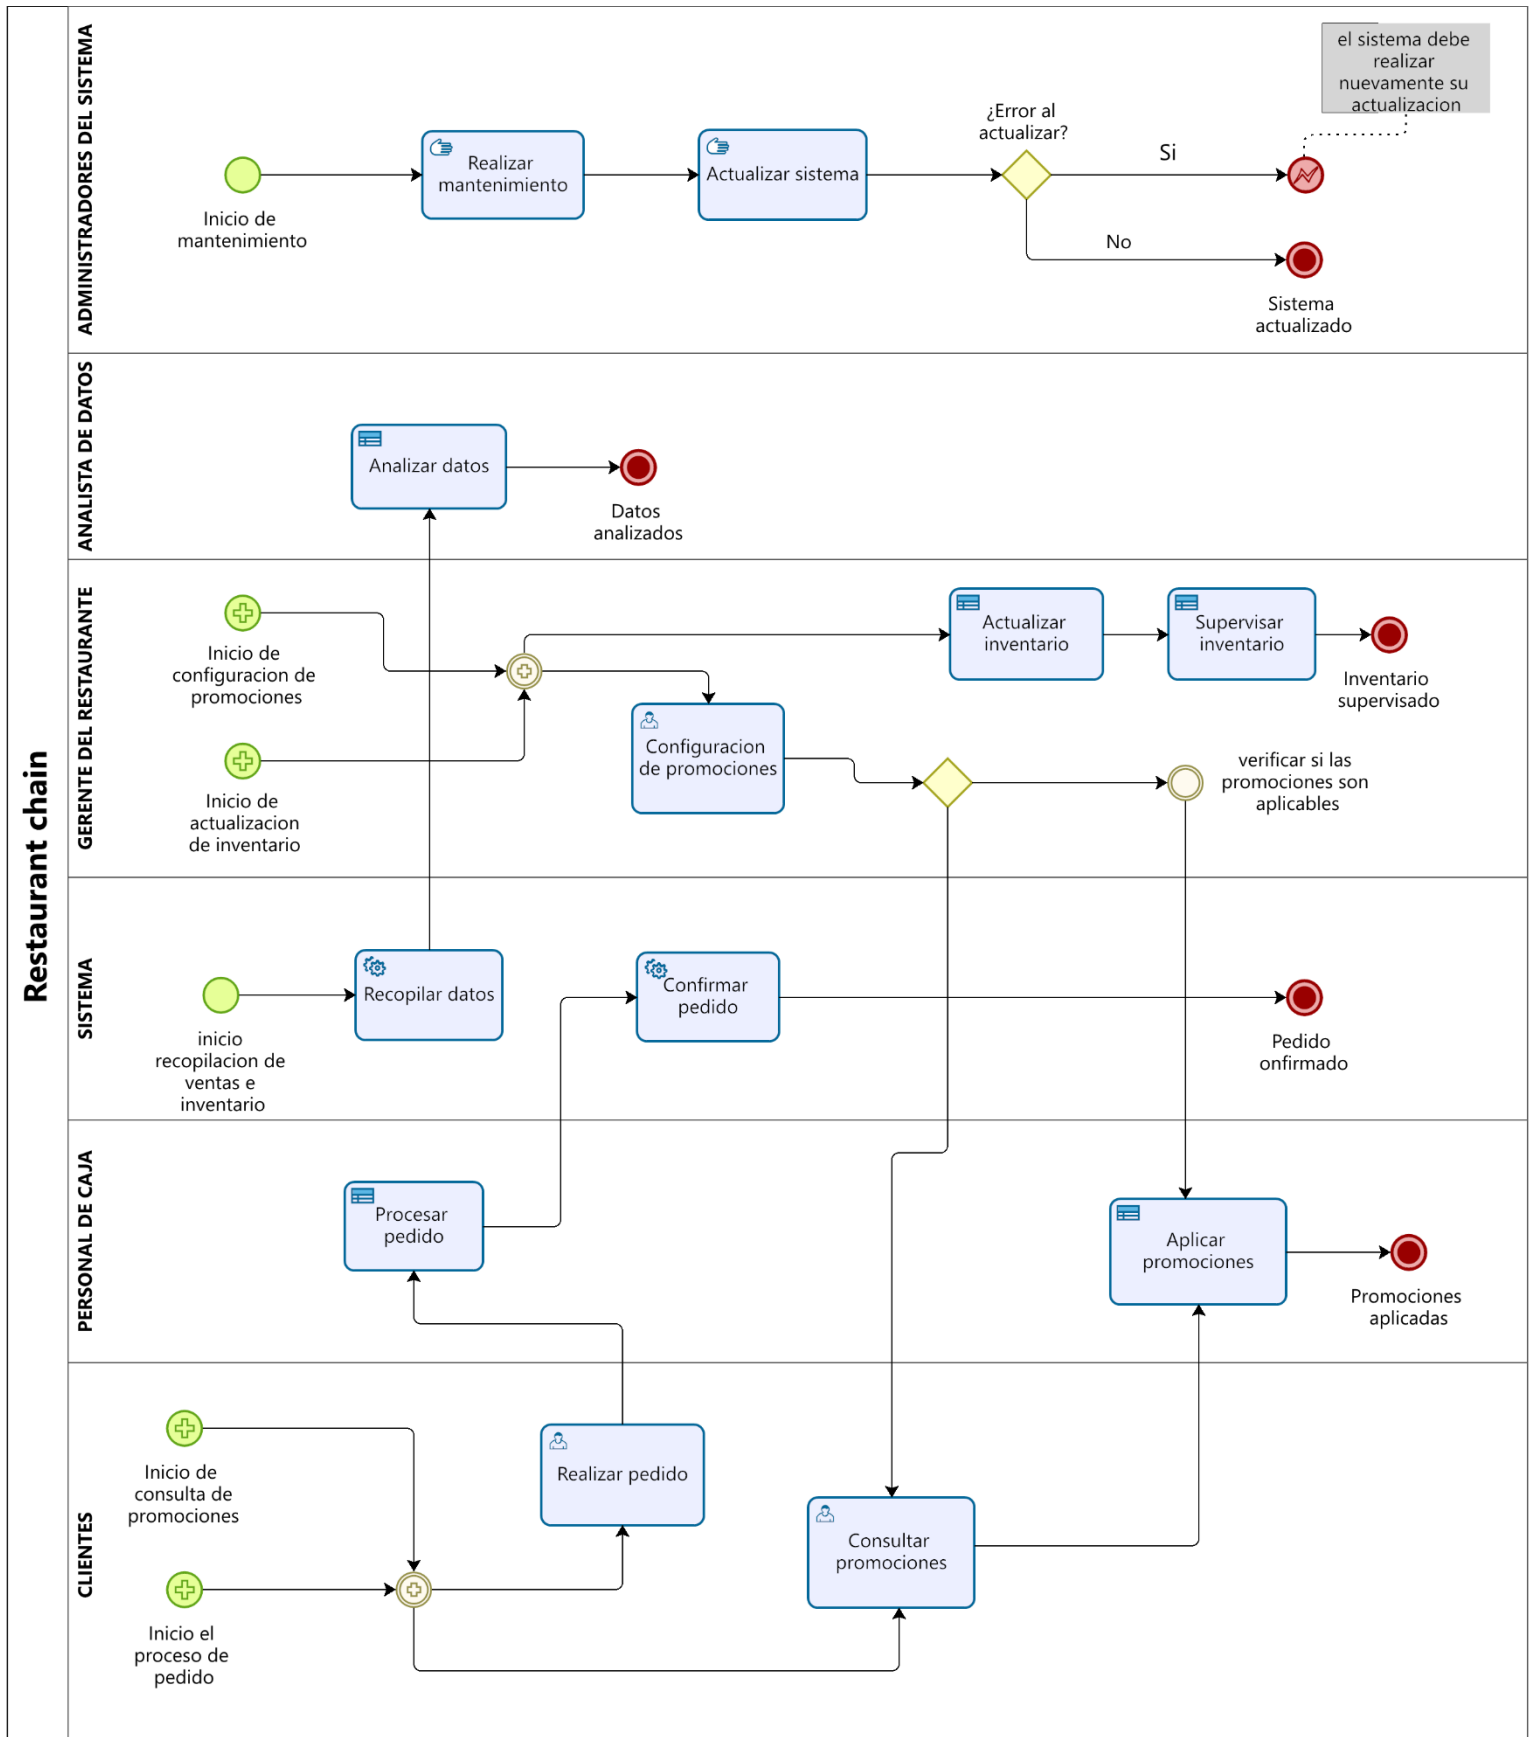 Restaurant chain
ADMINISTRADORES DEL SISTEMA
el sistema debe
realizar
nuevamente su
actualizacion
¿Error al
actualizar?
Si
Realizar
mantenimiento
Actualizar sistema
Inicio de
mantenimiento
No
Sistema
actualizado
ANALISTA DE DATOS
Analizar datos
Datos
analizados
GERENTE DEL RESTAURANTE
Inicio de
configuracion de
promociones
Actualizar
inventario
Supervisar
inventario
Inventario
supervisado
Configuracion
de promociones
verificar si las
promociones son
aplicables
Inicio de
actualizacion
de inventario
SISTEMA
Recopilar datos
Confirmar
pedido
inicio
recopilacion de
ventas e
inventario
Pedido
onfirmado
PERSONAL DE CAJA
Procesar
pedido
Aplicar
promociones
Promociones
aplicadas
CLIENTES
Inicio de
consulta de
promociones
Realizar pedido
Consultar
promociones
Inicio el
proceso de
pedido